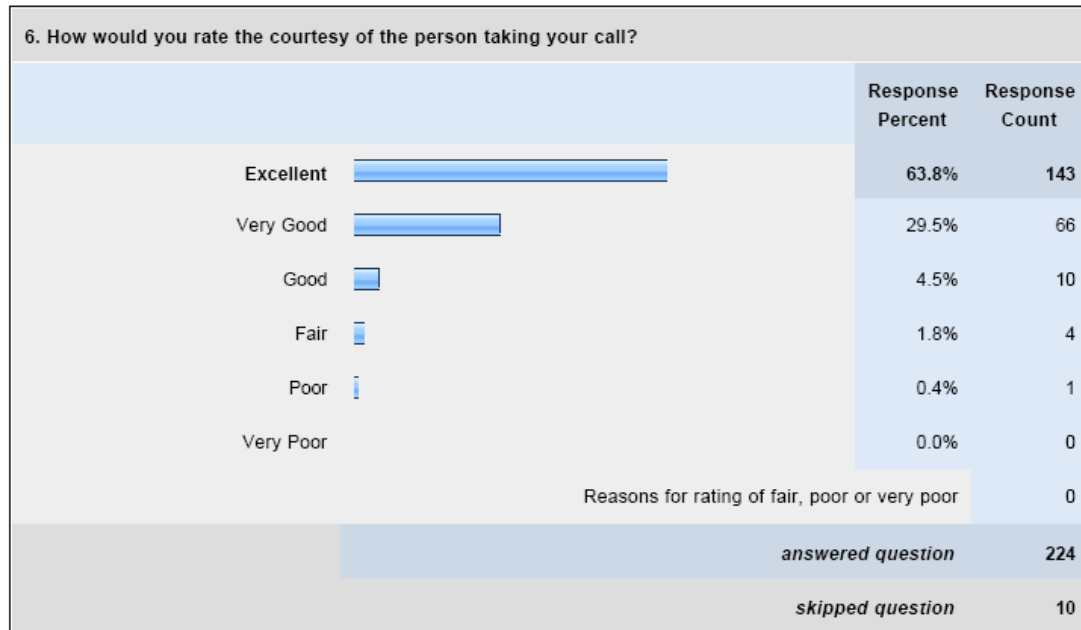 6. How would you rate the courtesy of the person taking your call?
Response Percent Response Count
Excellent 63.8% 143
Very Good 29.5% 66
Good 4.5% 10
Fair 1.8% 4
Poor 0.4% 1
Very Poor 0.0% 0
Reasons for rating of fair, poor or very poor 0
answered question 224
skipped question 10